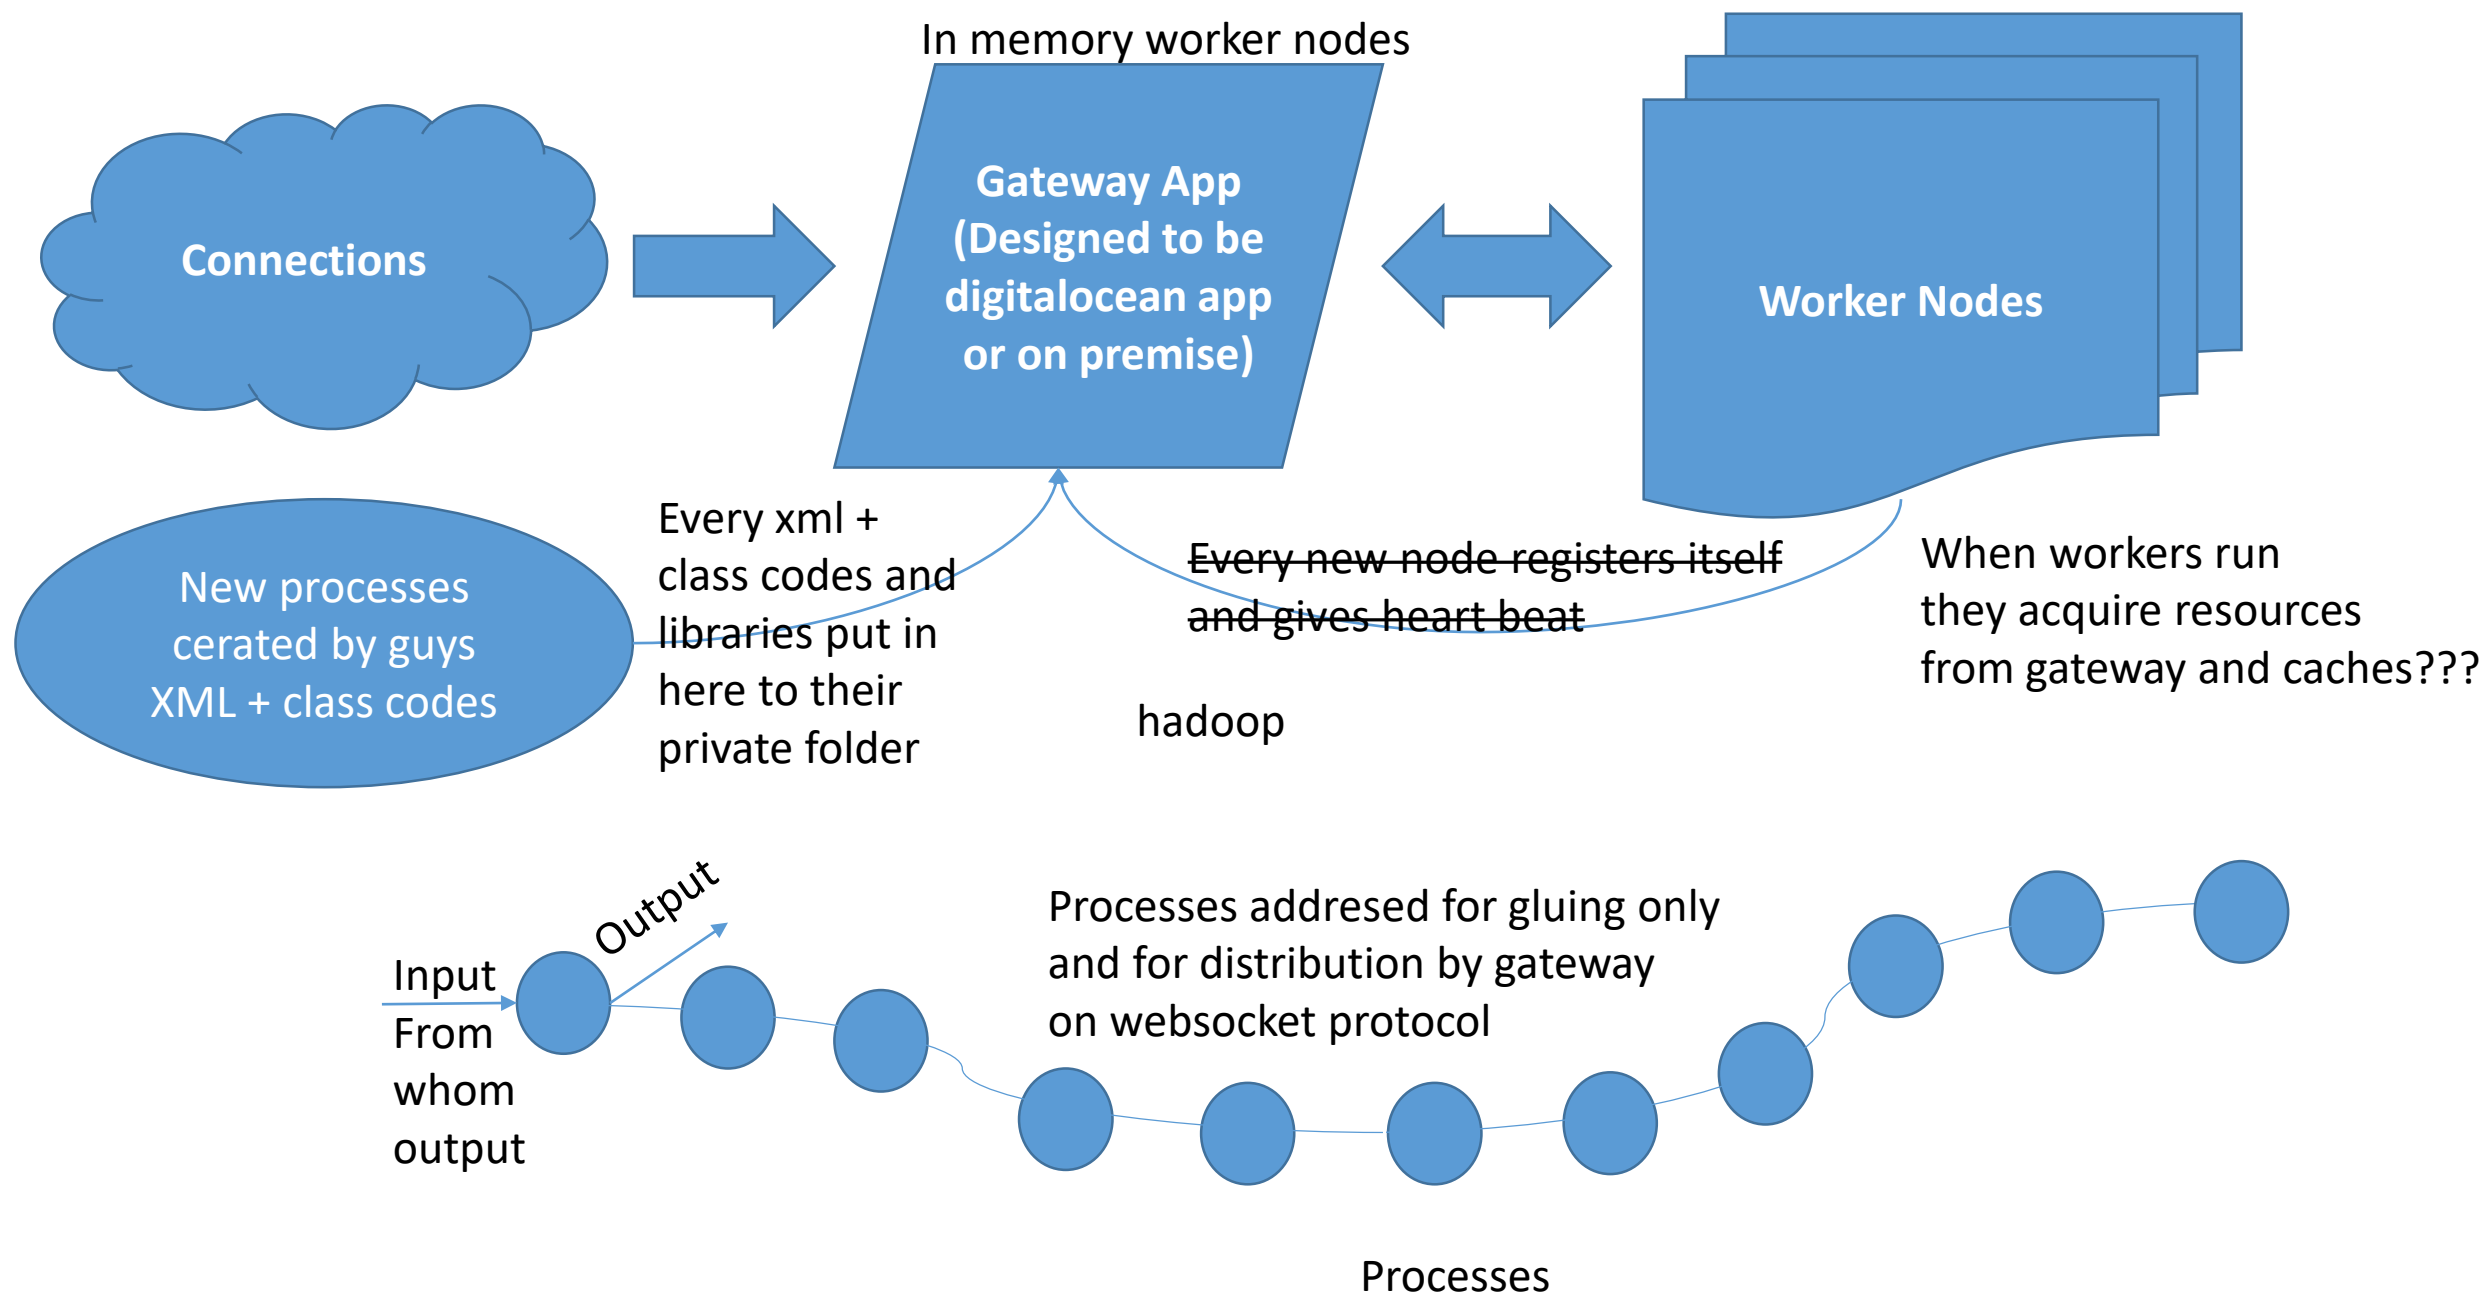 In memory worker nodes
Connections
Gateway App
(Designed to be
digitalocean app
or on premise)
Worker Nodes
New processes
cerated by guys
XML + class codes
Every xml +
class codes and
libraries put in
here to their
private folder
Every new node registers itself
and gives heart beat
When workers run
they acquire resources
from gateway and caches???
hadoop
Output
Input
From
whom
output
Processes addresed for gluing only
and for distribution by gateway
on websocket protocol
Processes